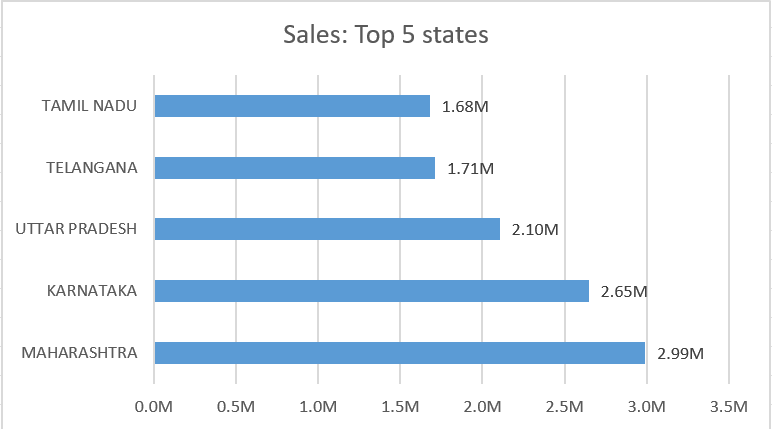 Sales: Top 5 states
TAMIL NADU 1.68M
TELANGANA 1.71M
UTTAR PRADESH 2.10M
KARNATAKA 2.65M
MAHARASHTRA 2.99M
0.0M 0.5M 1.0M 1.5M 2.0M 2.5M 3.0M 3.5M